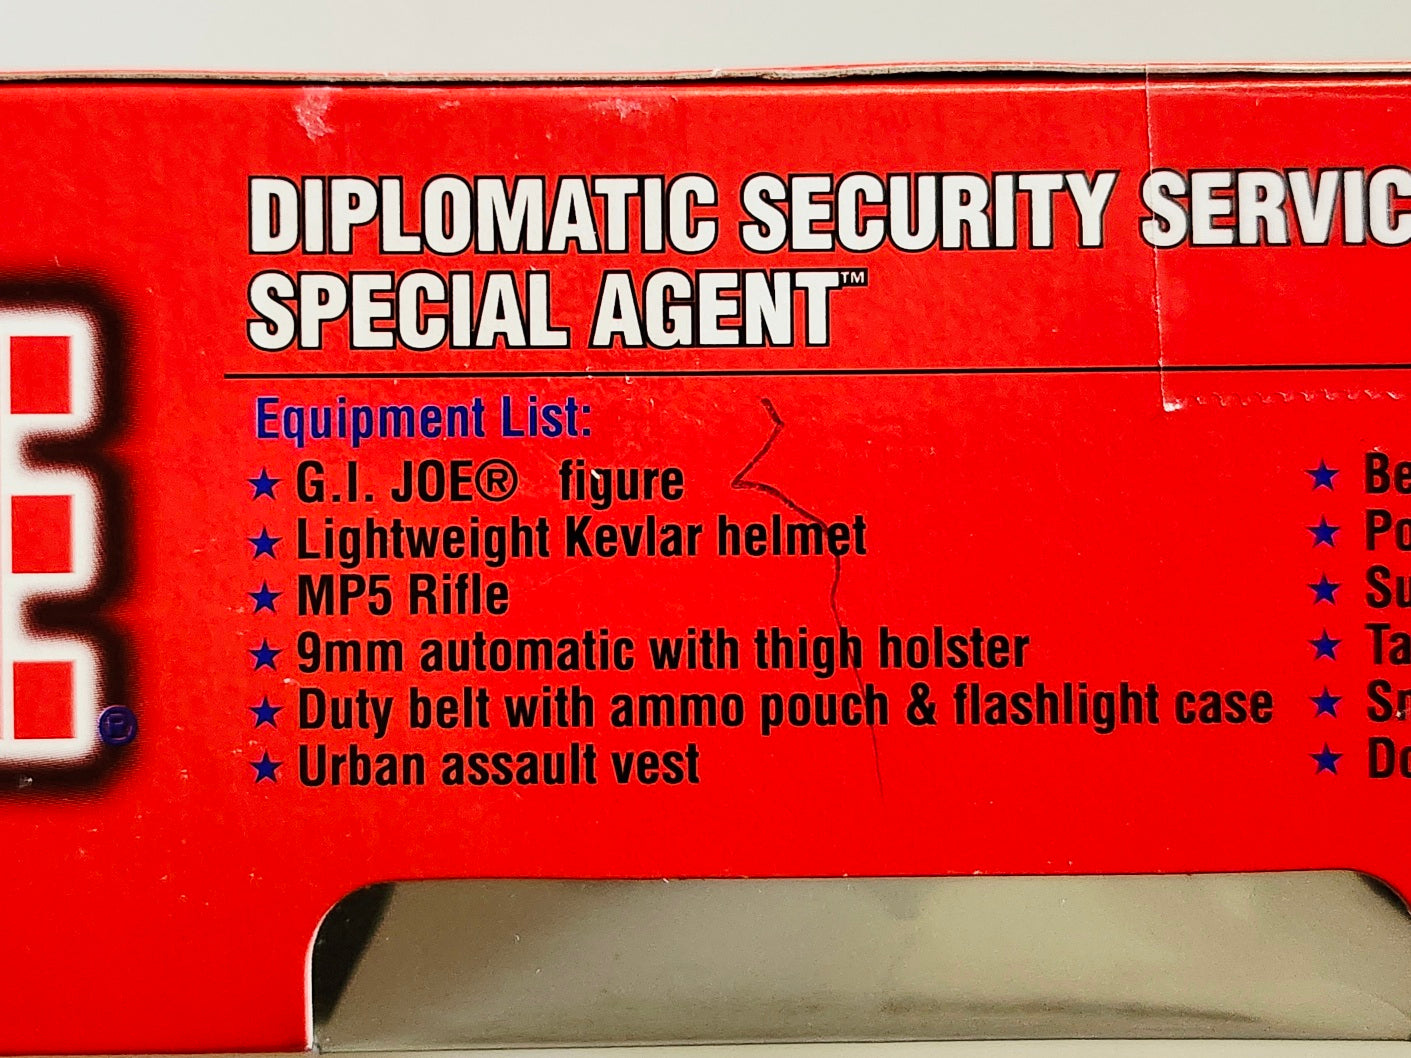 DIPLOMATIC SECURITY
SPECIAL AGENT™
Equipment List:
★ G.I. JOE® figure
★ Lightweight Kevlar helmet
★ MP5 Rifle
★ 9mm automatic with thigh holster
★ Duty belt with ammo pouch & flashlight case
★ Urban assault vest